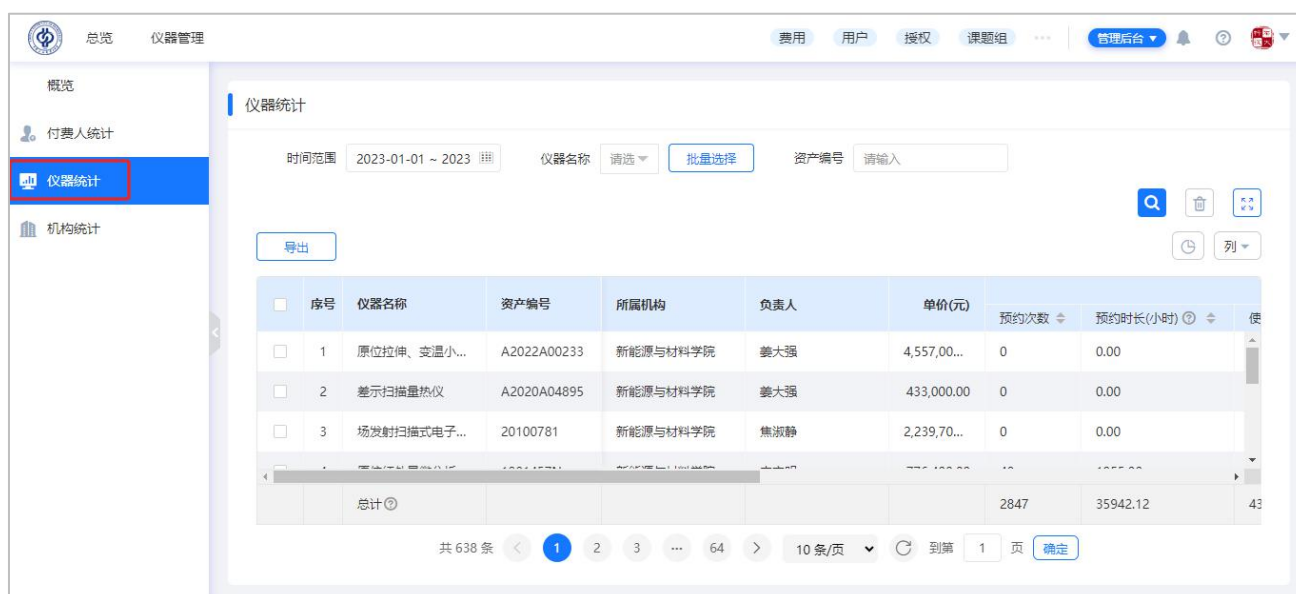 总览 仪器管理 费用 用户 授权 课题组 ··· 管理后台
概览
付费人统计
仪器统计
机构统计
仪器统计
时间范围 2023-01-01 ~ 2023 仪器名称 请选 批量选择 资产编号 请输入
导出 列
序号 仪器名称 资产编号 所属机构 负责人 单价(元) 预约次数 预约时长(小时) 使
1 原位拉伸、变温小... A2022A00233 新能源与材料学院 姜大强 4,557,00... 0 0.00
2 差示扫描量热仪 A2020A04895 新能源与材料学院 姜大强 433,000.00 0 0.00
3 场发射扫描式电子... 20100781 新能源与材料学院 焦淑静 2,239,70... 0 0.00
总计 2847 35942.12 43
共 638 条 < 1 2 3 ... 64 > 10 条/页 到第 1 页 确定